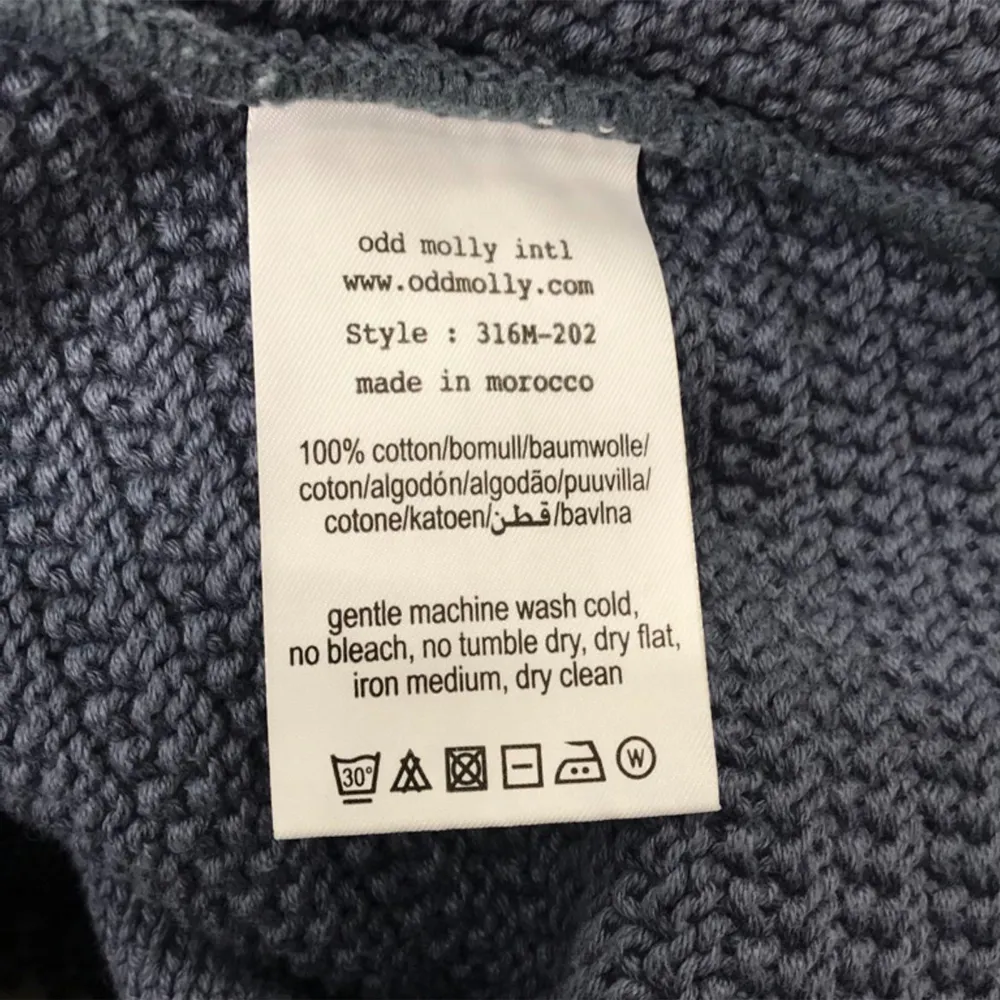 odd molly intl
www.oddmolly.com
Style : 316M-202
made in morocco
100% cotton/bomull/baumwolle/
coton/algodón/algodão/puuvilla/
cotone/katoen/قطن/bavlna
gentle machine wash cold,
no bleach, no tumble dry, dry flat,
iron medium, dry clean
30° W